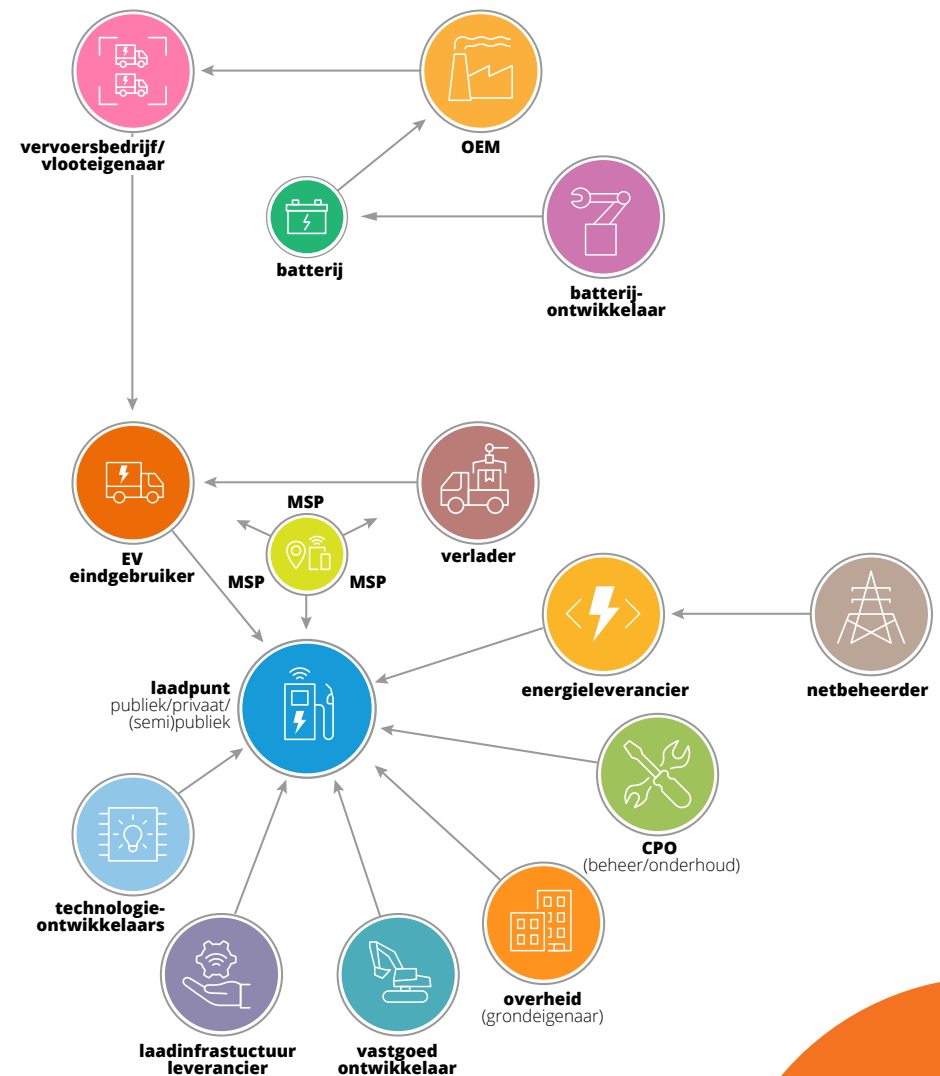 vervoersbedrijf/
vlooteigenaar
OEM
batterij
batterij-
ontwikkelaar
MSP
EV
eindgebruiker
MSP
MSP
verlader
laadpunt
publiek/privaat/
(semi)publiek
energieleverancier
netbeheerder
CPO
(beheer/onderhoud)
technologie-
ontwikkelaars
overheid
(grondeigenaar)
laadinfrastuctuur
leverancier
vastgoed
ontwikkelaar